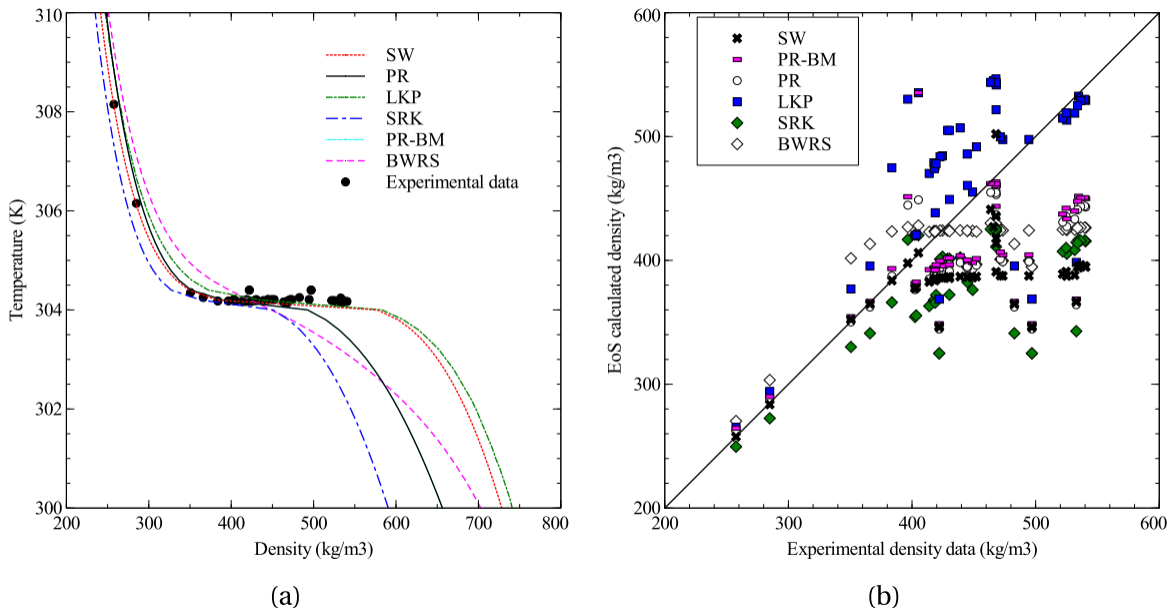 310
308
306
304
302
300
200
300
400
500
600
700
800
Temperature (K)
Density (kg/m3)
SW
PR
LKP
SRK
PR-BM
BWRS
Experimental data
(a)
600
500
400
300
200
200
300
400
500
600
EoS calculated density (kg/m3)
Experimental density data (kg/m3)
SW
PR-BM
PR
LKP
SRK
BWRS
(b)